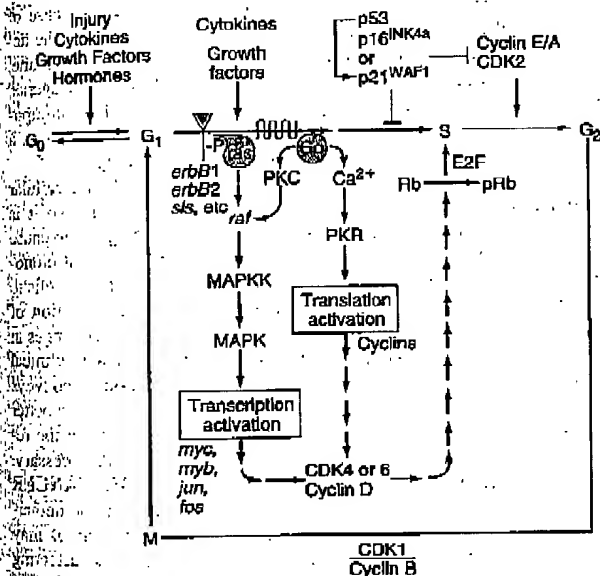 Injury
Cytokines
Growth Factors
Hormones
Cytokines
Growth
factors
p53
p16INK4a
or
p21WAF1
Cyclin E/A
CDK2
G0
G1
S
G2
ras
erbB1
erbB2
sis, etc
raf
PKC
Ca2+
E2F
Rb
pRb
PKR
MAPKK
Translation
activation
MAPK
Cyclins
Transcription
activation
myc,
myb,
jun,
fos
CDK4 or 6
Cyclin D
M
CDK1
Cyclin B